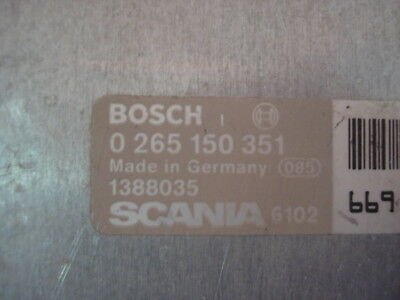 BOSCH
0 265 150 351
Made in Germany 085
1388035
SCANIA 6102
669